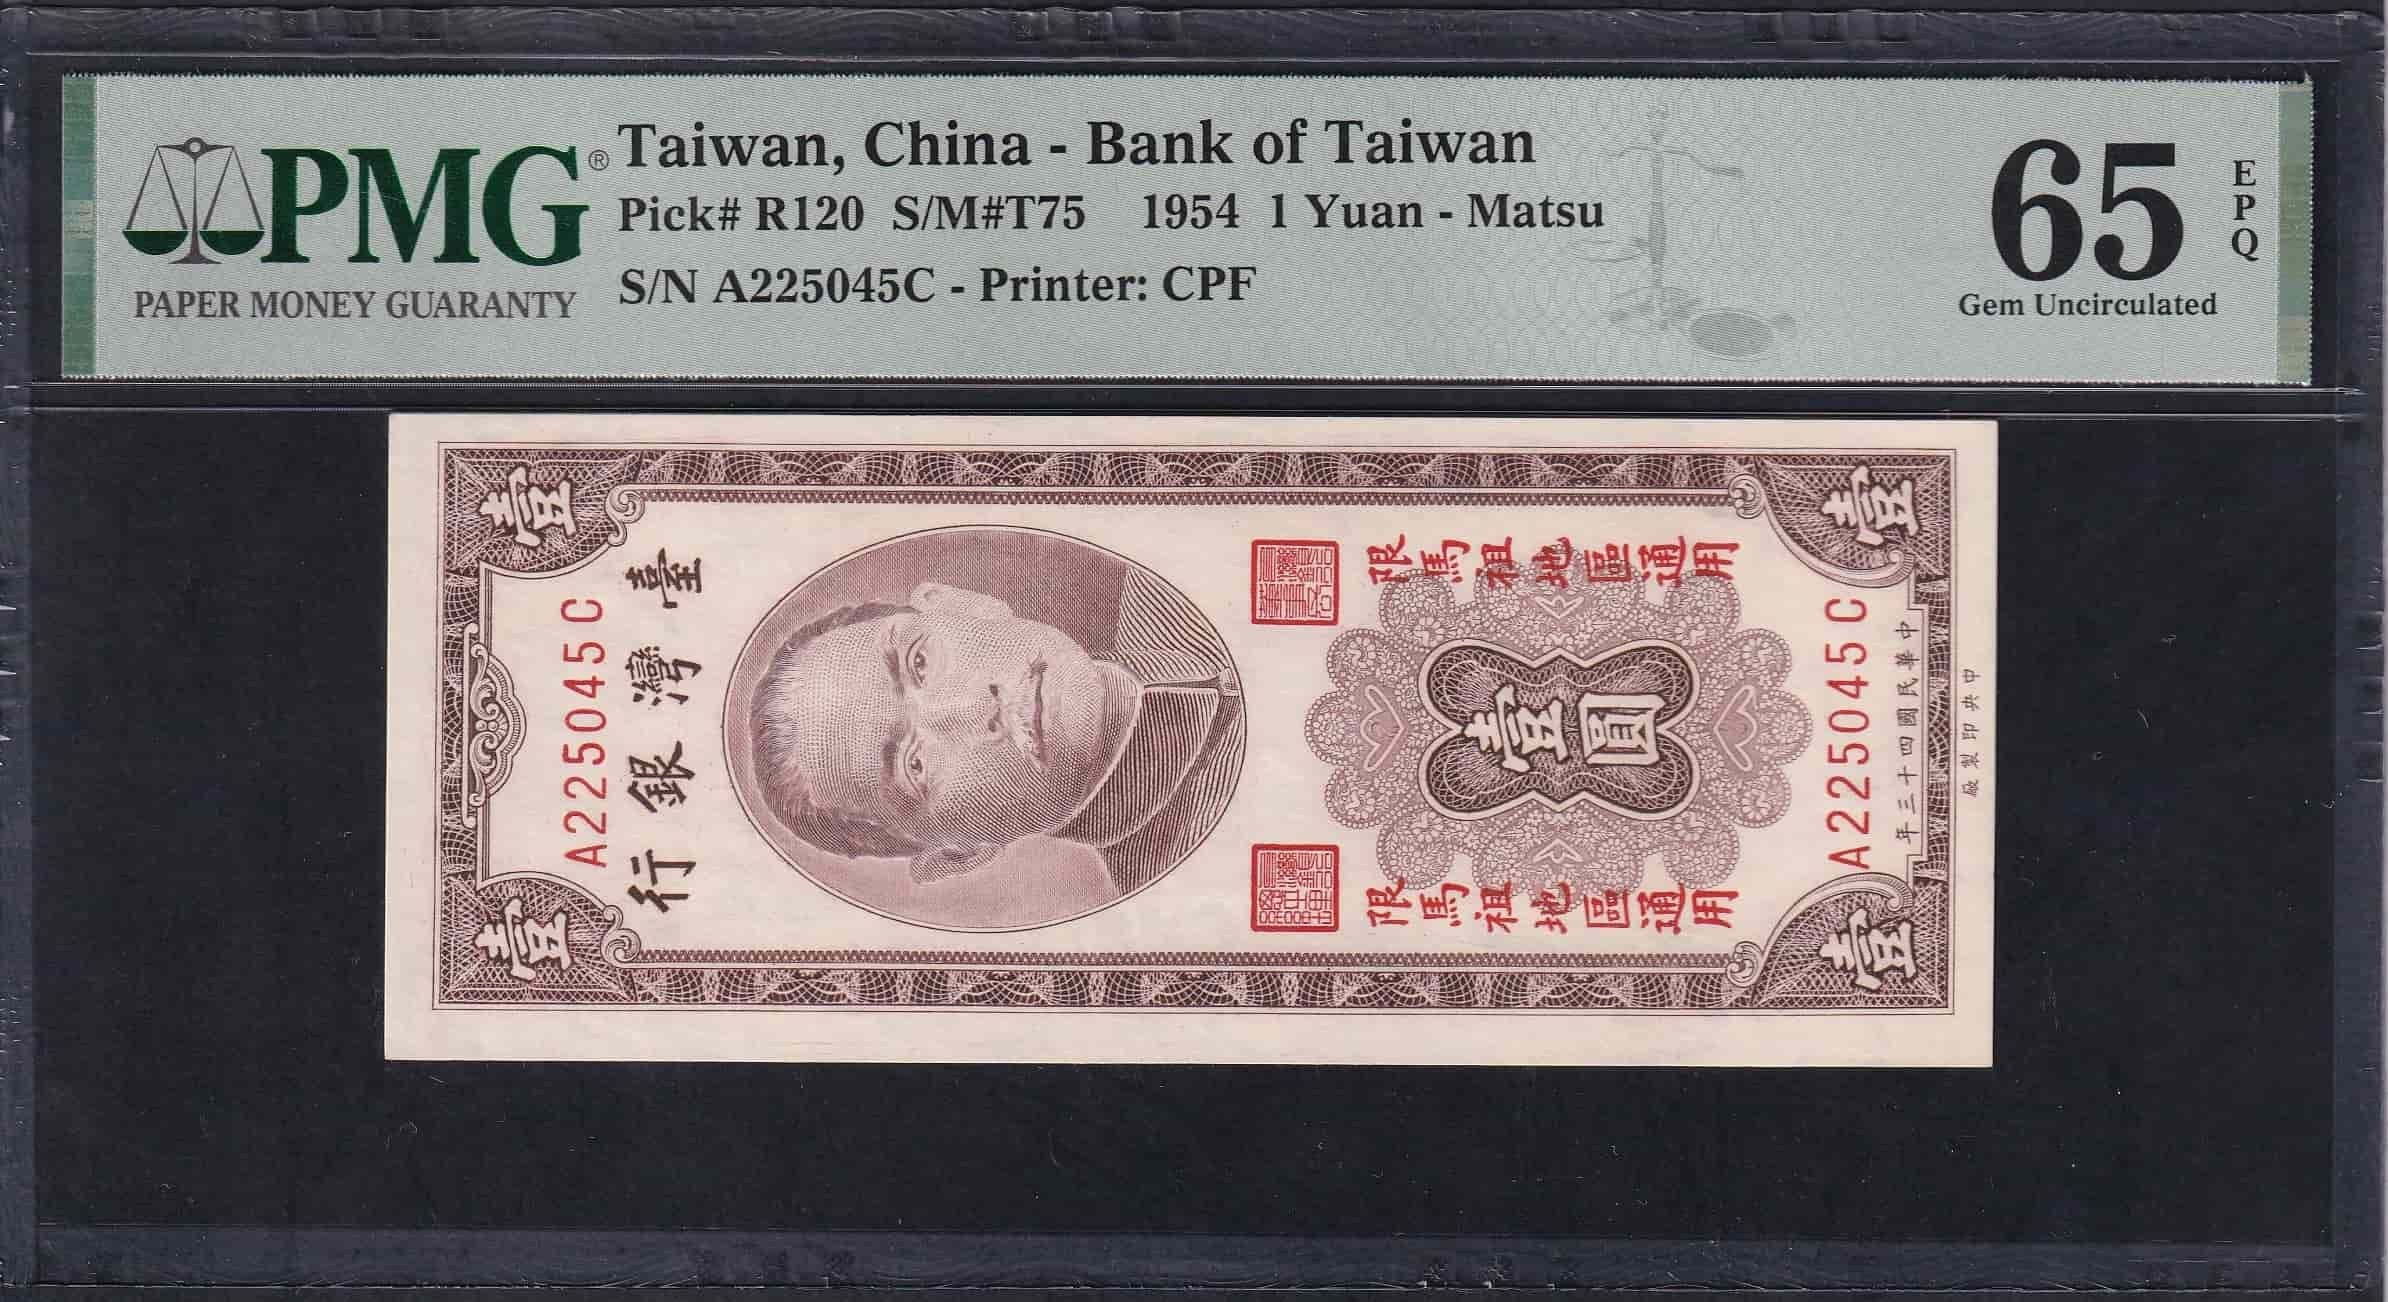 PMG®
PAPER MONEY GUARANTY
Taiwan, China - Bank of Taiwan
Pick# R120 S/M#T75 1954 1 Yuan - Matsu
S/N A225045C - Printer: CPF
65
EPQ
Gem Uncirculated
壹
壹
臺灣銀行
A225045C
限馬祖地區通用
限馬祖地區通用
壹圓
A225045C
中華民國四十三年
壹
壹
中央印製廠